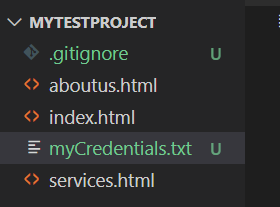 MYTESTPROJECT
.gitignore U
aboutus.html
index.html
myCredentials.txt U
services.html